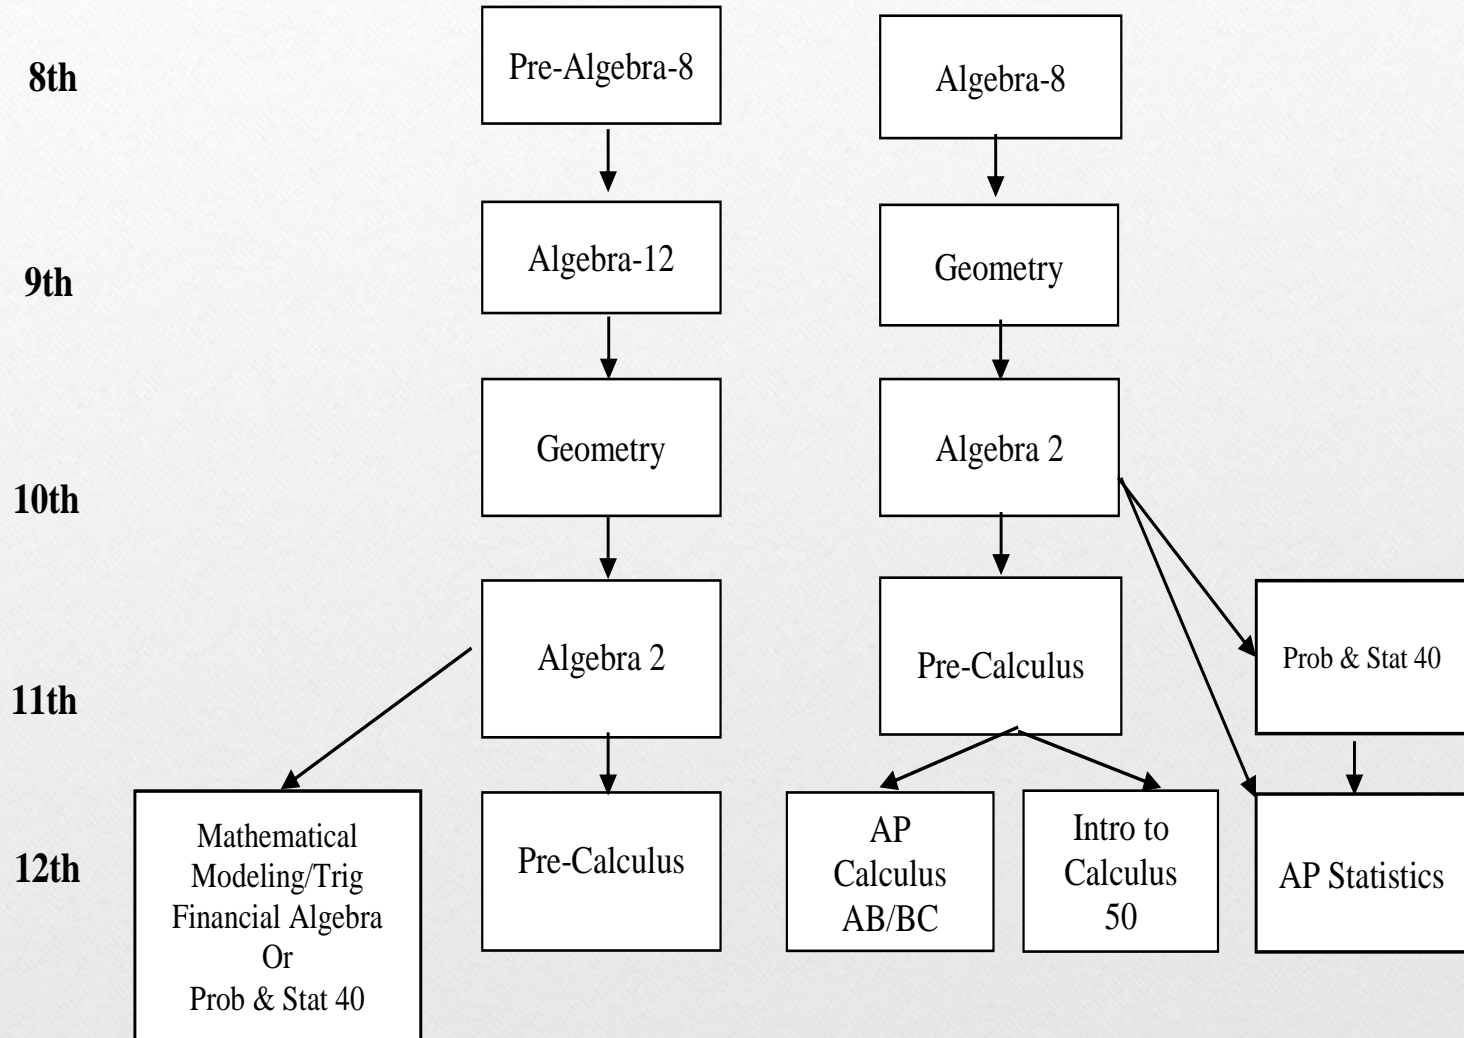 8th
Pre-Algebra-8
Algebra-8
9th
Algebra-12
Geometry
10th
Geometry
Algebra 2
11th
Algebra 2
Pre-Calculus
Prob & Stat 40
12th
Mathematical
Modeling/Trig
Financial Algebra
Or
Prob & Stat 40
Pre-Calculus
AP
Calculus
AB/BC
Intro to
Calculus
50
AP Statistics